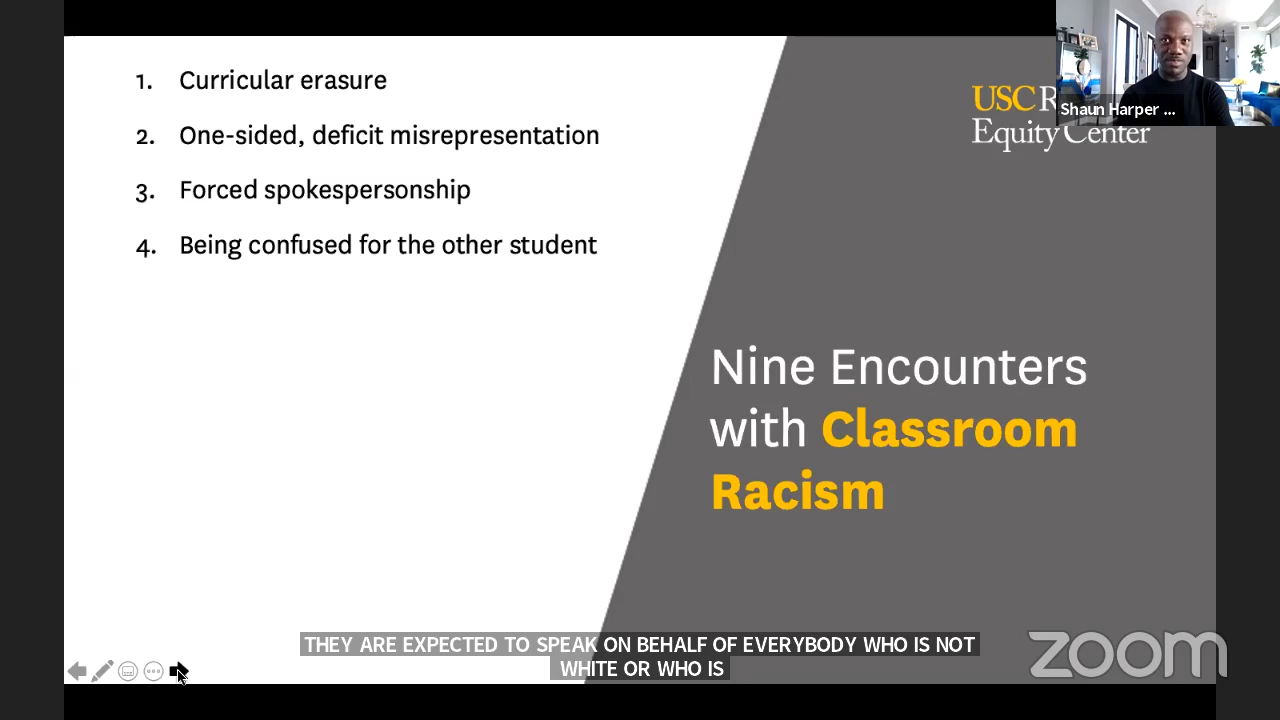 1. Curricular erasure
2. One-sided, deficit misrepresentation
3. Forced spokespersonship
4. Being confused for the other student
USC R
Equity Center
Shaun Harper ...
Nine Encounters
with Classroom
Racism
THEY ARE EXPECTED TO SPEAK ON BEHALF OF EVERYBODY WHO IS NOT
WHITE OR WHO IS
zoom